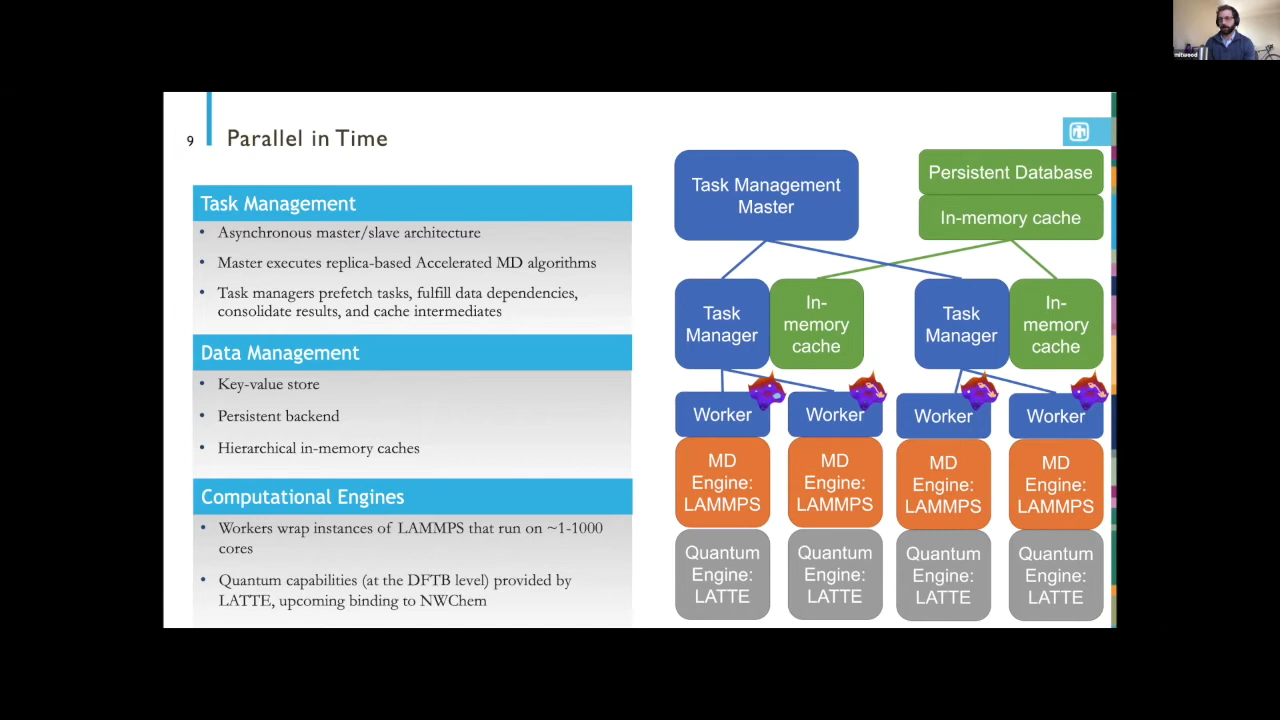 mitwood
9
Parallel in Time
Task Management
• Asynchronous master/slave architecture
• Master executes replica-based Accelerated MD algorithms
• Task managers prefetch tasks, fulfill data dependencies,
consolidate results, and cache intermediates
Data Management
• Key-value store
• Persistent backend
• Hierarchical in-memory caches
Computational Engines
• Workers wrap instances of LAMMPS that run on ~1-1000
cores
• Quantum capabilities (at the DFTB level) provided by
LATTE, upcoming binding to NWChem
Task Management
Master
Persistent Database
In-memory cache
Task
Manager
In-
memory
cache
Task
Manager
In-
memory
cache
Worker
Worker
Worker
Worker
MD
Engine:
LAMMPS
MD
Engine:
LAMMPS
MD
Engine:
LAMMPS
MD
Engine:
LAMMPS
Quantum
Engine:
LATTE
Quantum
Engine:
LATTE
Quantum
Engine:
LATTE
Quantum
Engine:
LATTE